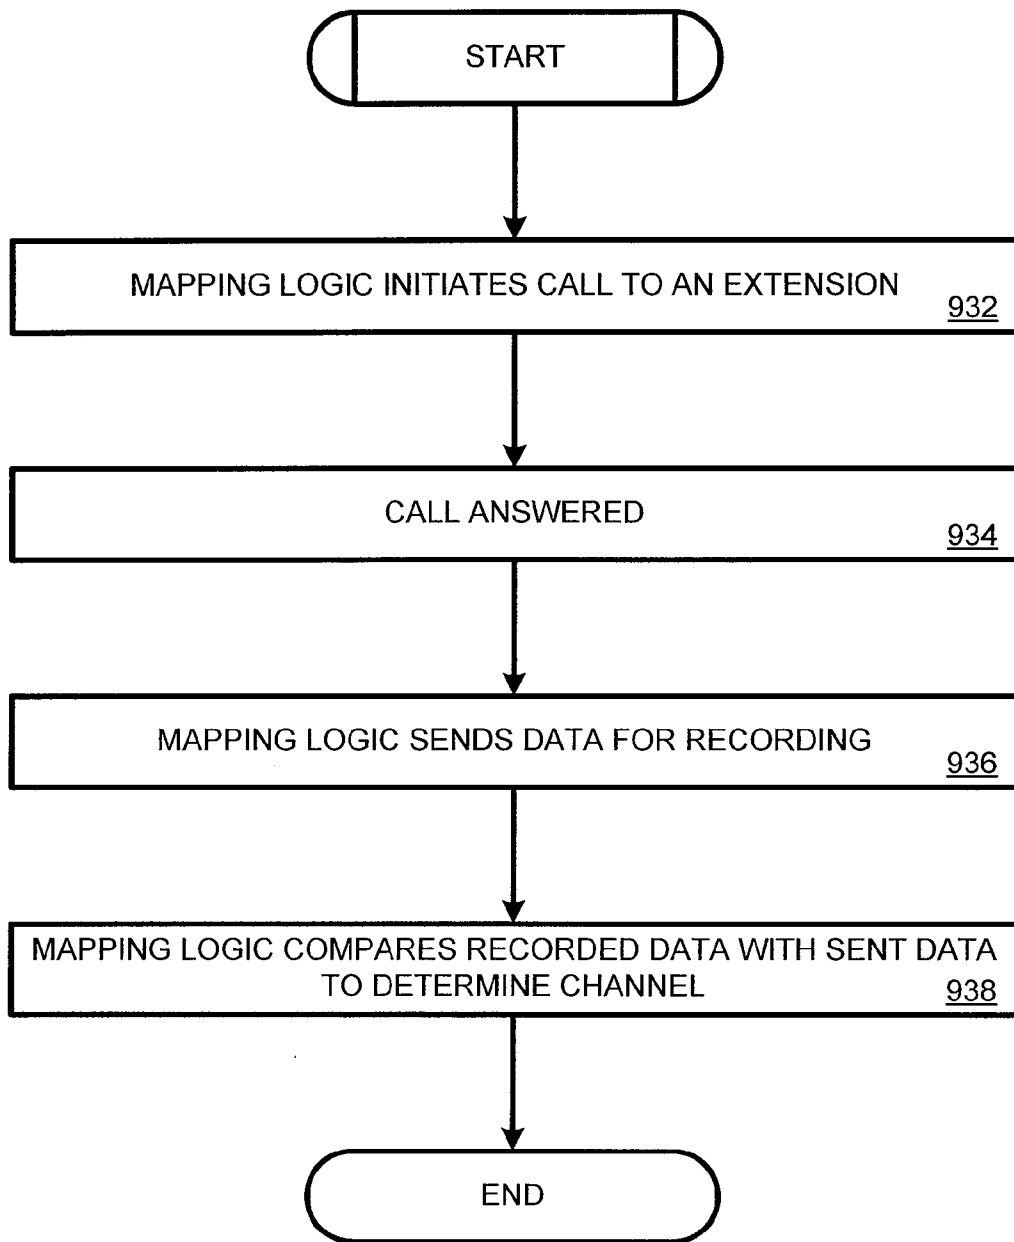 START
MAPPING LOGIC INITIATES CALL TO AN EXTENSION
932
CALL ANSWERED
934
MAPPING LOGIC SENDS DATA FOR RECORDING
936
MAPPING LOGIC COMPARES RECORDED DATA WITH SENT DATA
TO DETERMINE CHANNEL
938
END